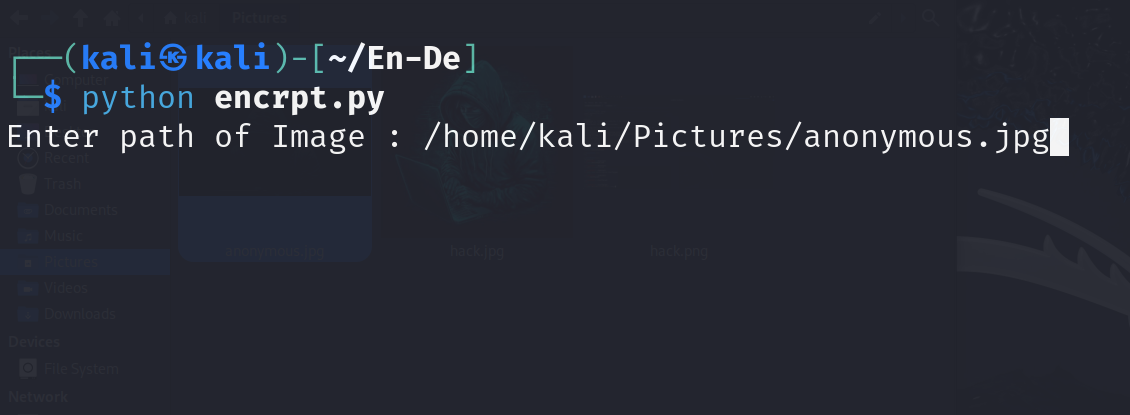 kali Pictures
Places
┌──(kali㉿kali)-[~/En-De]
Computer
└─$ python encrpt.py
Enter path of Image : /home/kali/Pictures/anonymous.jpg
Recent
Trash
Documents
Music
anonymous.jpg hack.jpg hack.png
Pictures
Videos
Downloads
Devices
File System
Network